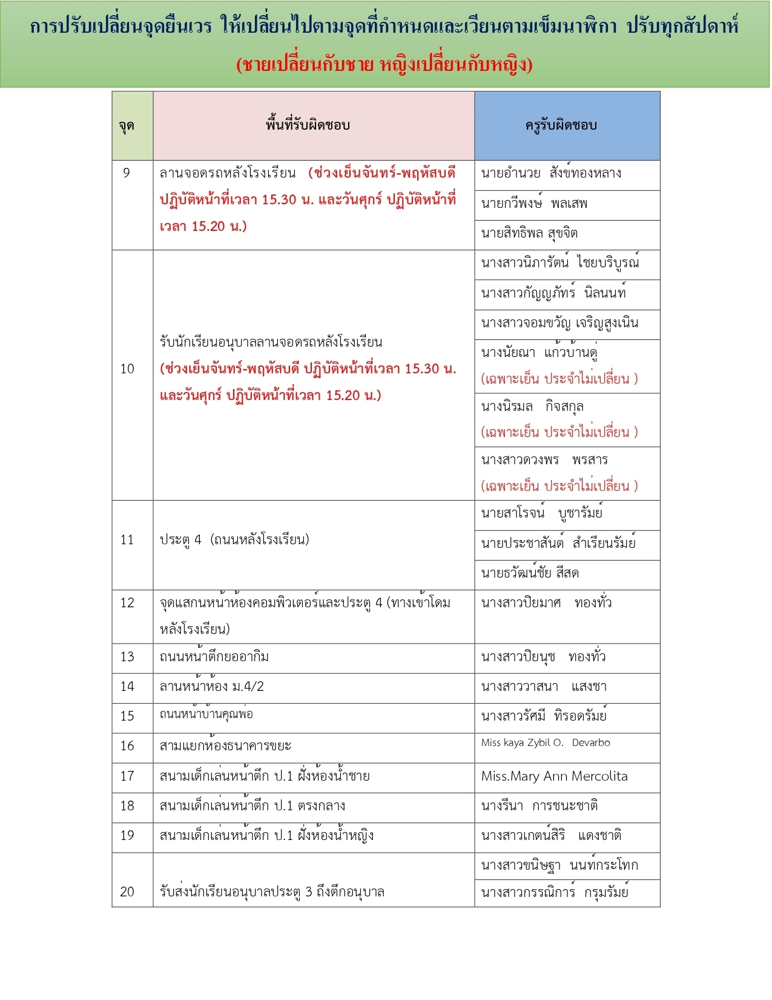 การปรับเปลี่ยนจุดยืนเวร ให้เปลี่ยนไปตามจุดที่กำหนดและเวียนตามเข็มนาฬิกา ปรับทุกสัปดาห์
(ชายเปลี่ยนกับชาย หญิงเปลี่ยนกับหญิง)
จุด พื้นที่รับผิดชอบ ครูรับผิดชอบ
9 ลานจอดรถหลังโรงเรียน (ช่วงเย็นจันทร์-พฤหัสบดี
ปฏิบัติหน้าที่เวลา 15.30 น. และวันศุกร์ ปฏิบัติหน้าที่
เวลา 15.20 น.)
นายอำนวย สังข์ทองหลาง
นายกวีพงษ์ พลเสพ
นายสิทธิพล สุขจิต
10 รับนักเรียนอนุบาลลานจอดรถหลังโรงเรียน
(ช่วงเย็นจันทร์-พฤหัสบดี ปฏิบัติหน้าที่เวลา 15.30 น.
และวันศุกร์ ปฏิบัติหน้าที่เวลา 15.20 น.)
นางสาวนิภารัตน์ ไชยบริบูรณ์
นางสาวกัญญภัทร์ นิลนนท์
นางสาวจอมขวัญ เจริญสูงเนิน
นางนัยณา แก้วบ้านดู่
(เฉพาะเย็น ประจำไม่เปลี่ยน )
นางนิรมล กิจสกุล
(เฉพาะเย็น ประจำไม่เปลี่ยน )
นางสาวดวงพร พรสาร
(เฉพาะเย็น ประจำไม่เปลี่ยน )
11 ประตู 4 (ถนนหลังโรงเรียน)
นายสาโรจน์ บูชารัมย์
นายประชาสันต์ สำเรียนรัมย์
นายธวัฒน์ชัย สีสด
12 จุดแสกนหน้าห้องคอมพิวเตอร์และประตู 4 (ทางเข้าโดม
หลังโรงเรียน)
นางสาวปิยมาศ ทองทั่ว
13 ถนนหน้าตึกยออากิม นางสาวปิยนุช ทองทั่ว
14 ลานหน้าห้อง ม.4/2 นางสาววาสนา แสงชา
15 ถนนหน้าบ้านคุณพ่อ นางสาวรัศมี ทิรอดรัมย์
16 สามแยกห้องธนาคารขยะ Miss kaya Zybil O. Devarbo
17 สนามเด็กเล่นหน้าตึก ป.1 ฝั่งห้องน้ำชาย Miss.Mary Ann Mercolita
18 สนามเด็กเล่นหน้าตึก ป.1 ตรงกลาง นางรีนา การชนะชาติ
19 สนามเด็กเล่นหน้าตึก ป.1 ฝั่งห้องน้ำหญิง นางสาวเกตน์สิริ แดงชาติ
20 รับส่งนักเรียนอนุบาลประตู 3 ถึงตึกอนุบาล
นางสาวขนิษฐา นนท์กระโทก
นางสาวกรรณิการ์ กรุมรัมย์